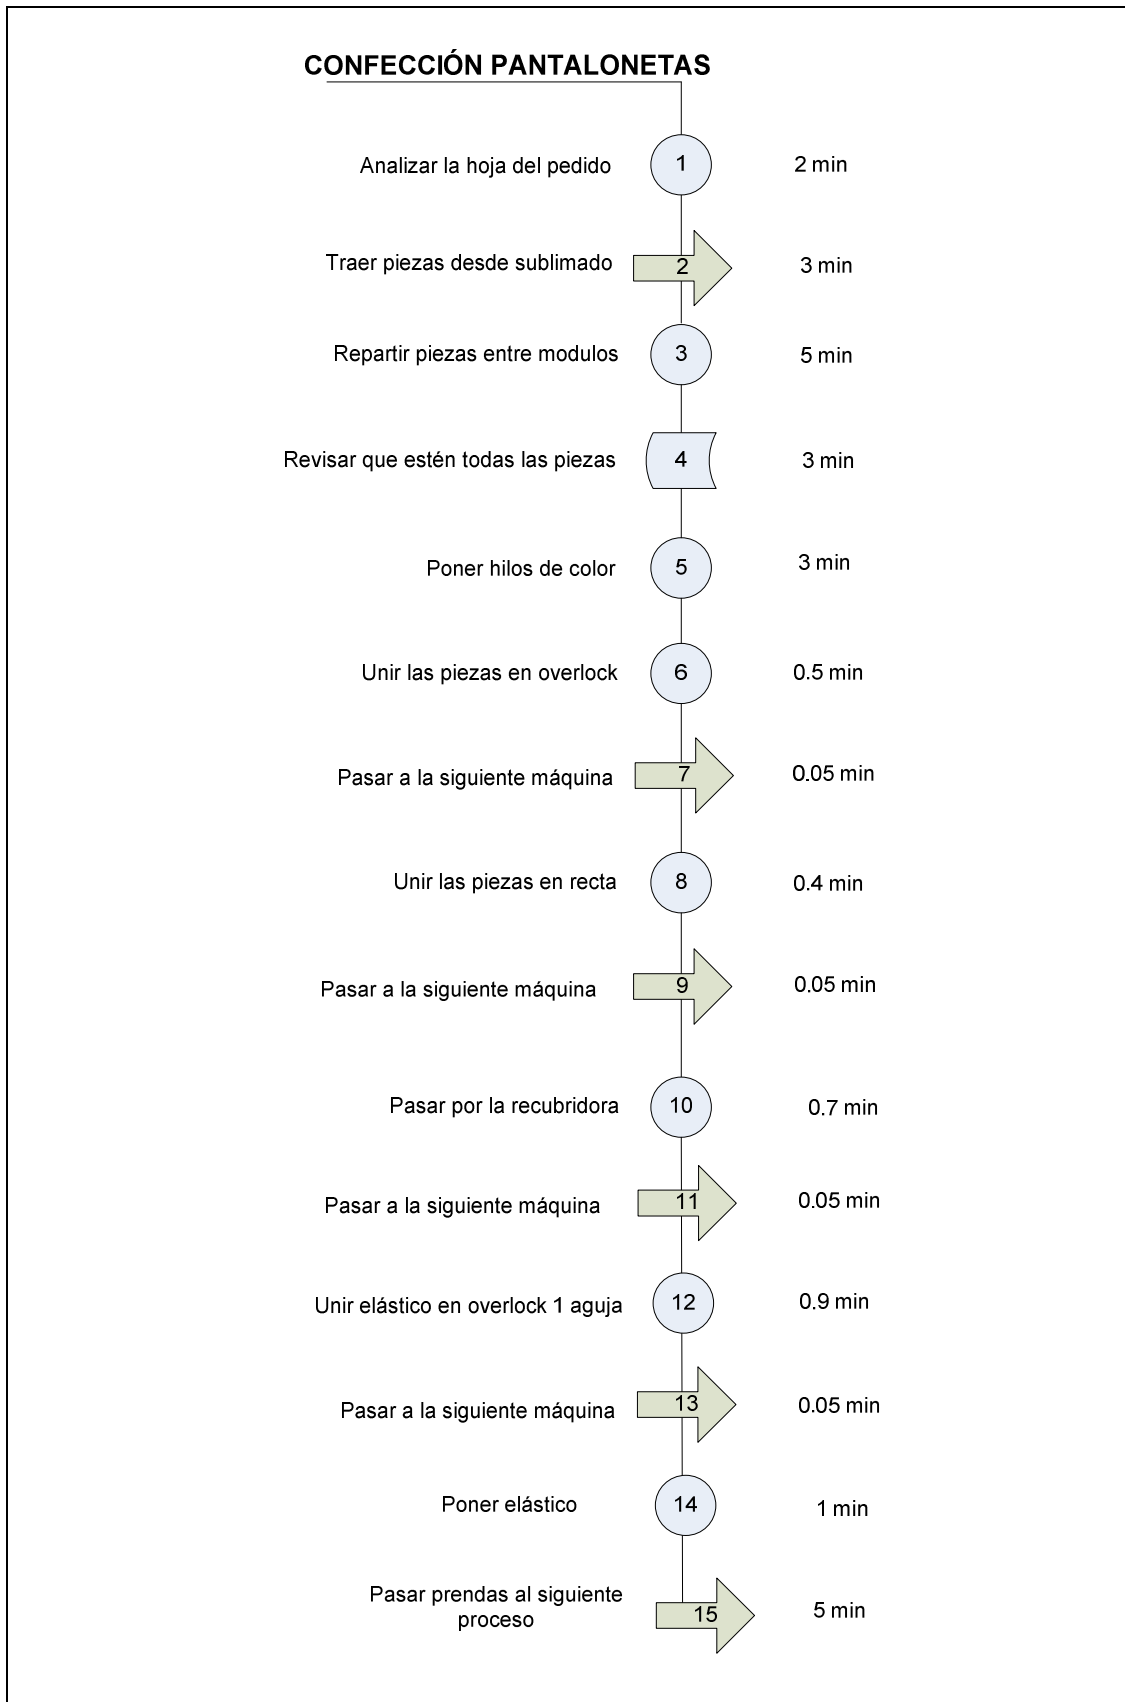 CONFECCIÓN PANTALONETAS
Analizar la hoja del pedido 1 2 min
Traer piezas desde sublimado 2 3 min
Repartir piezas entre modulos 3 5 min
Revisar que estén todas las piezas 4 3 min
Poner hilos de color 5 3 min
Unir las piezas en overlock 6 0.5 min
Pasar a la siguiente máquina 7 0.05 min
Unir las piezas en recta 8 0.4 min
Pasar a la siguiente máquina 9 0.05 min
Pasar por la recubridora 10 0.7 min
Pasar a la siguiente máquina 11 0.05 min
Unir elástico en overlock 1 aguja 12 0.9 min
Pasar a la siguiente máquina 13 0.05 min
Poner elástico 14 1 min
Pasar prendas al siguiente
proceso 15 5 min